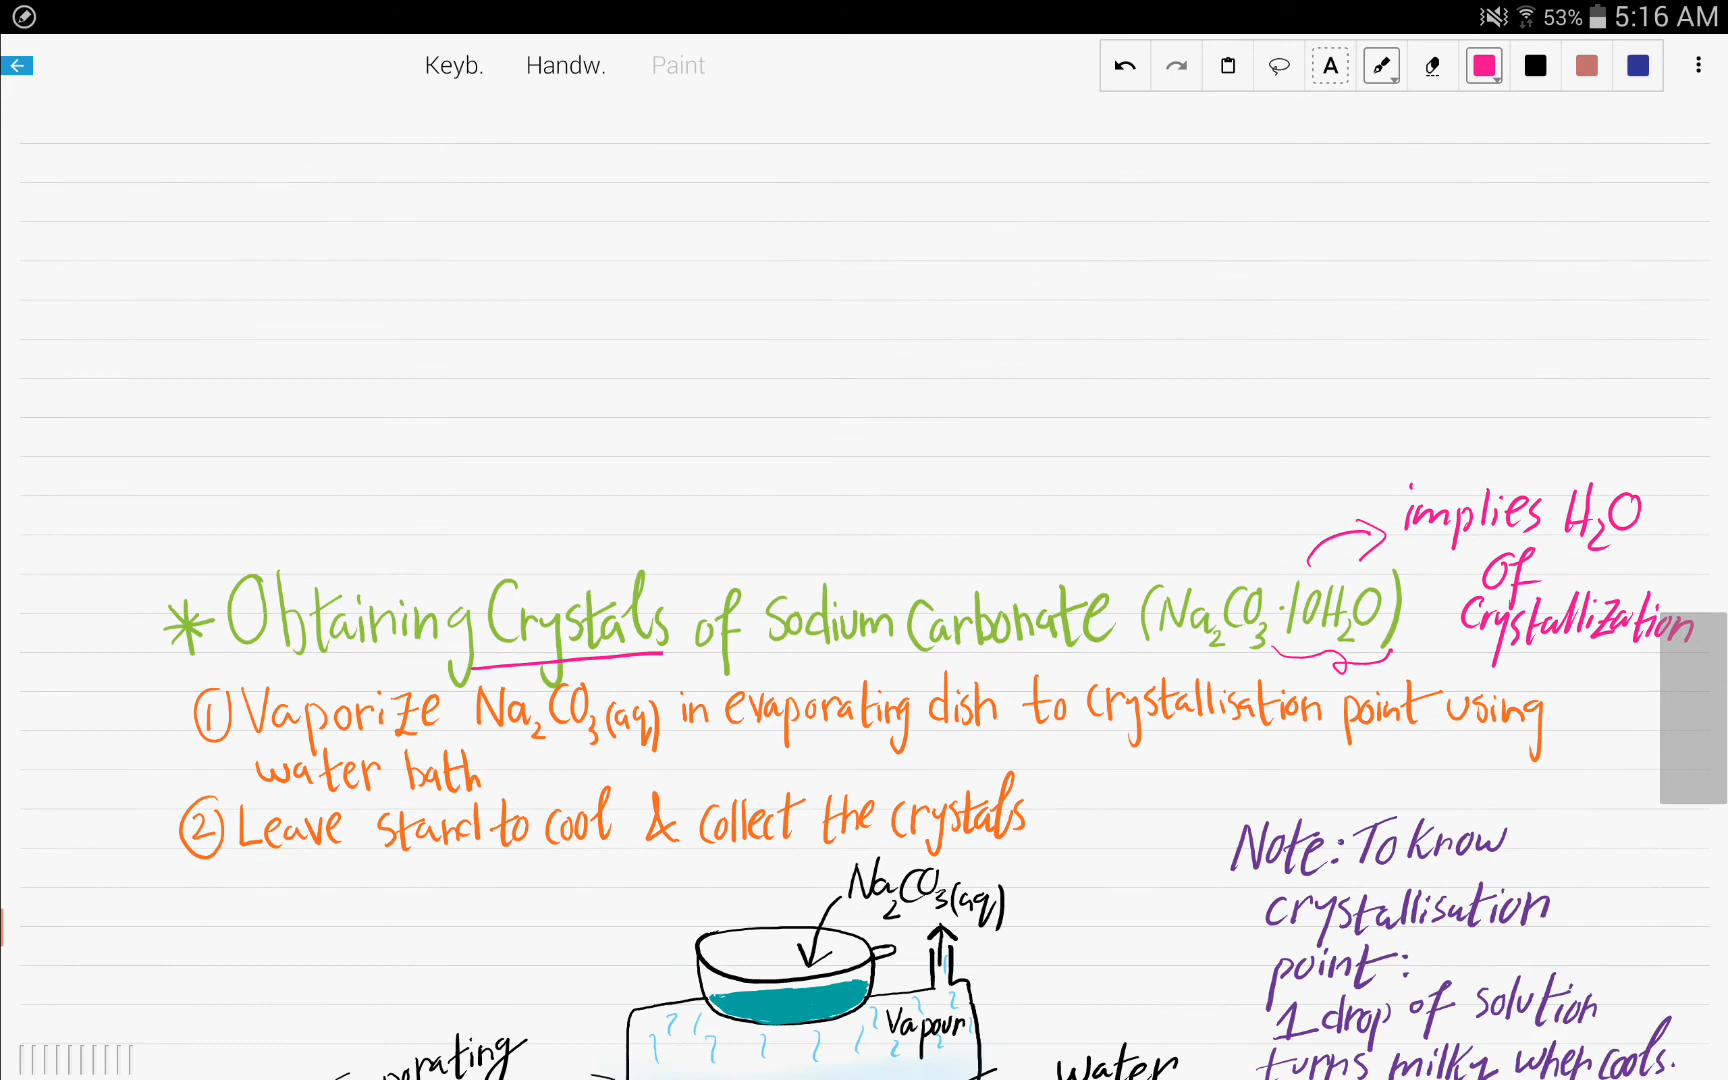 53% 5:16 AM
Keyb. Handw. Paint
A
implies H₂O
of
crystallization
* Obtaining Crystals of Sodium Carbonate (Na₂CO₃·10H₂O)
① Vaporize Na₂CO₃(aq) in evaporating dish to crystallisation point using
water bath
② Leave stand to cool & collect the crystals
Na₂CO₃(aq)
Vapour
Water
Note: To know
crystallisation
point:
1 drop of solution
turns milky when cools.